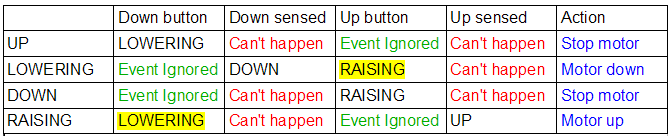 Down button Down sensed Up button Up sensed Action
UP LOWERING Can't happen Event Ignored Can't happen Stop motor
LOWERING Event Ignored DOWN RAISING Can't happen Motor down
DOWN Event Ignored Can't happen RAISING Can't happen Stop motor
RAISING LOWERING Can't happen Event Ignored UP Motor up